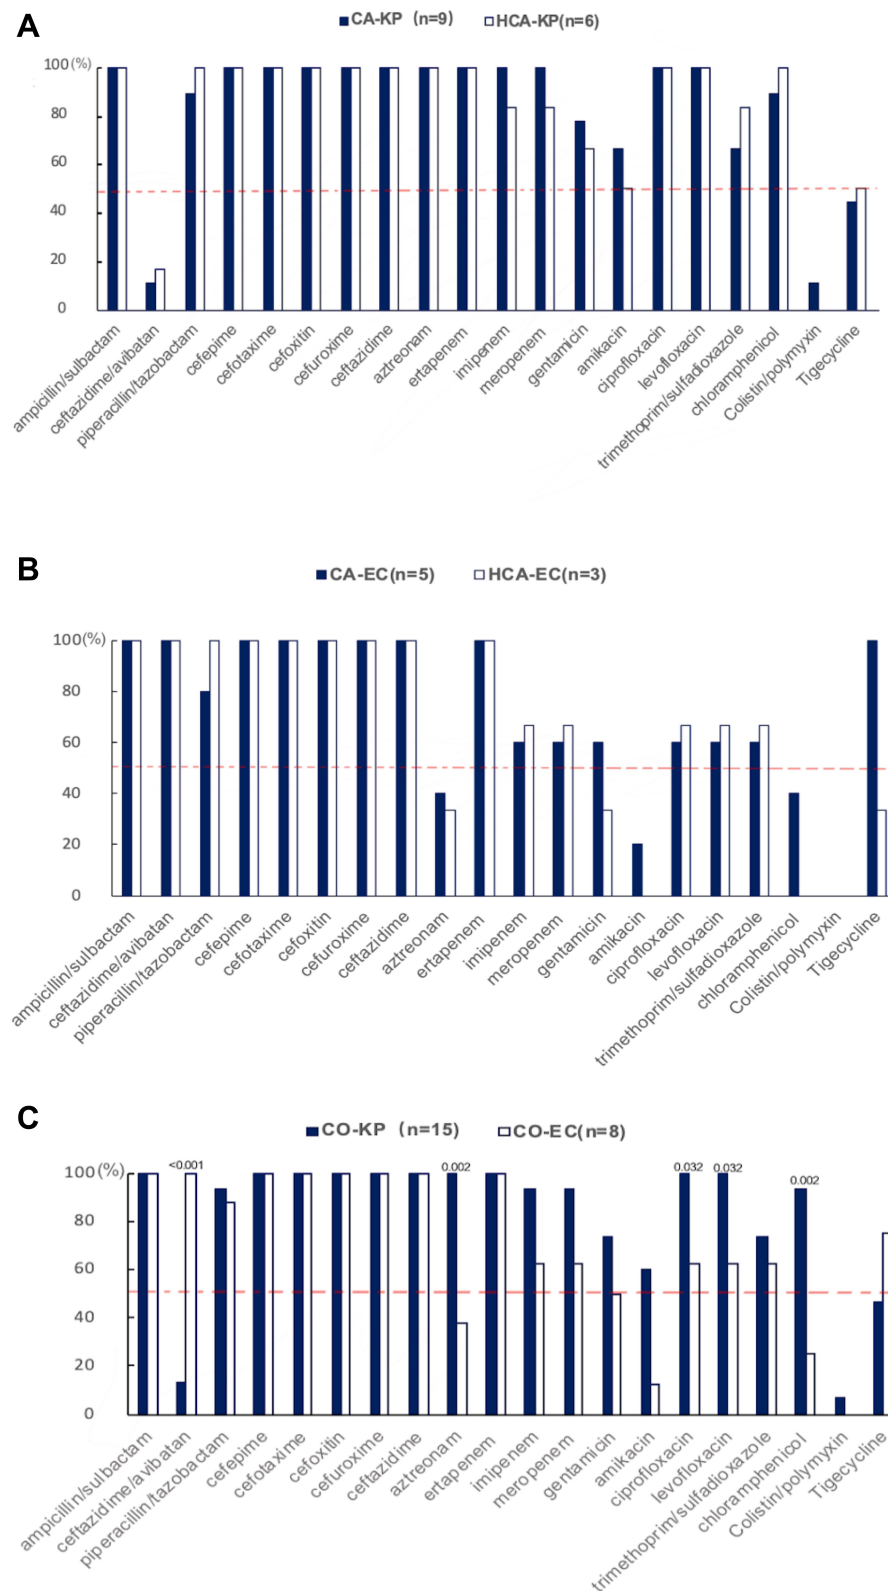 A
CA-KP (n=9) HCA-KP(n=6)
100(%)
80
60
40
20
0
ampicillin/sulbactam
ceftazidime/avibatan
piperacillin/tazobactam
cefepime
cefotaxime
cefoxitin
cefuroxime
ceftazidime
aztreonam
ertapenem
imipenem
meropenem
gentamicin
amikacin
ciprofloxacin
levofloxacin
trimethoprim/sulfadioxazole
chloramphenicol
Colistin/polymyxin
Tigecycline
B
CA-EC(n=5) HCA-EC(n=3)
100(%)
80
60
40
20
0
ampicillin/sulbactam
ceftazidime/avibatan
piperacillin/tazobactam
cefepime
cefotaxime
cefoxitin
cefuroxime
ceftazidime
aztreonam
ertapenem
imipenem
meropenem
gentamicin
amikacin
ciprofloxacin
levofloxacin
trimethoprim/sulfadioxazole
chloramphenicol
Colistin/polymyxin
Tigecycline
C
CO-KP (n=15) CO-EC(n=8)
100(%)
<0.001
0.002
0.032
0.032
0.002
80
60
40
20
0
ampicillin/sulbactam
ceftazidime/avibatan
piperacillin/tazobactam
cefepime
cefotaxime
cefoxitin
cefuroxime
ceftazidime
aztreonam
ertapenem
imipenem
meropenem
gentamicin
amikacin
ciprofloxacin
levofloxacin
trimethoprim/sulfadioxazole
chloramphenicol
Colistin/polymyxin
Tigecycline